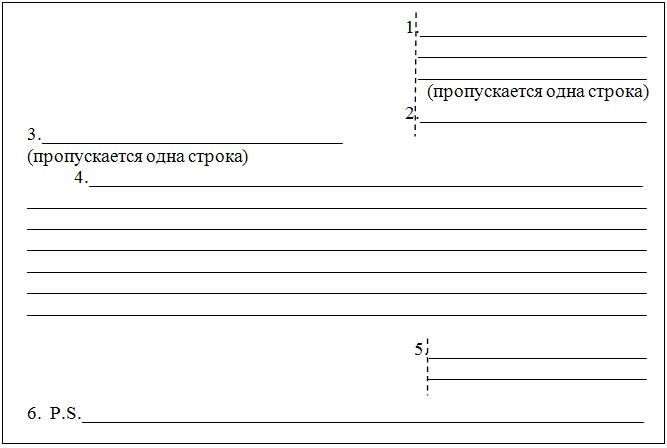 1.
(пропускается одна строка)
2.
3.
(пропускается одна строка)
4.
5.
6. P.S.